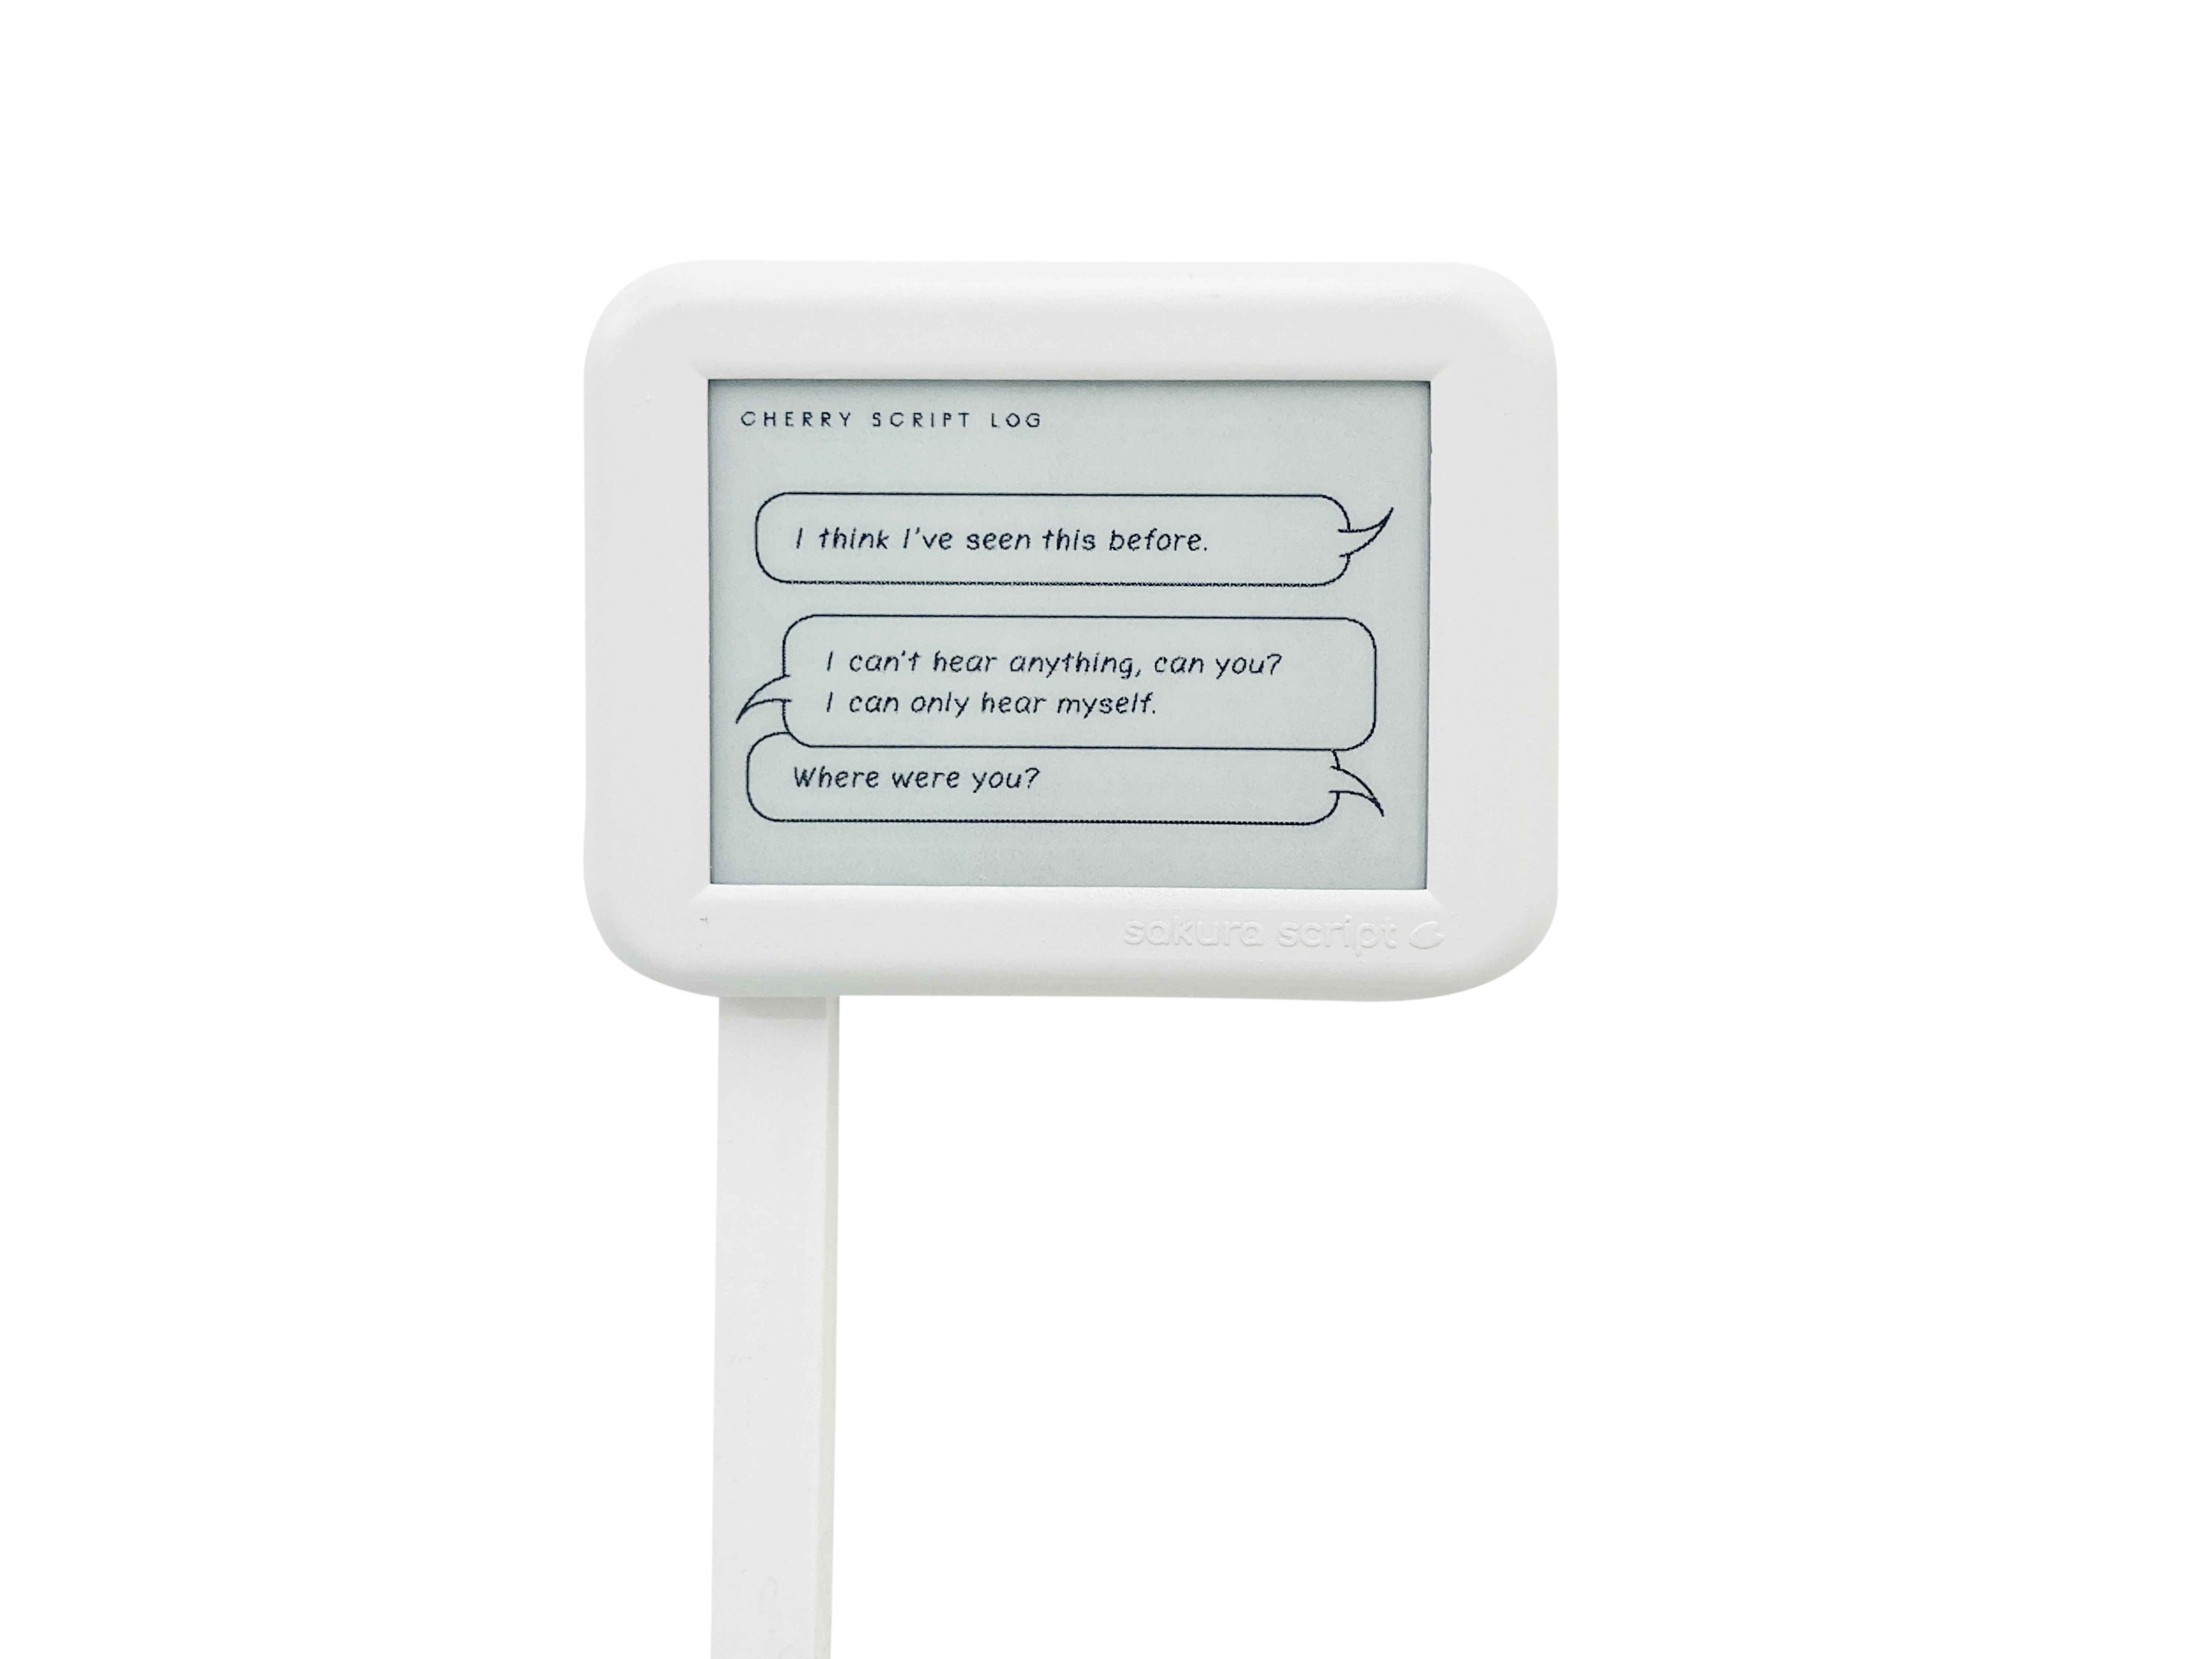 CHERRY SCRIPT LOG
I think I've seen this before.
I can't hear anything, can you?
I can only hear myself.
Where were you?
sakura script